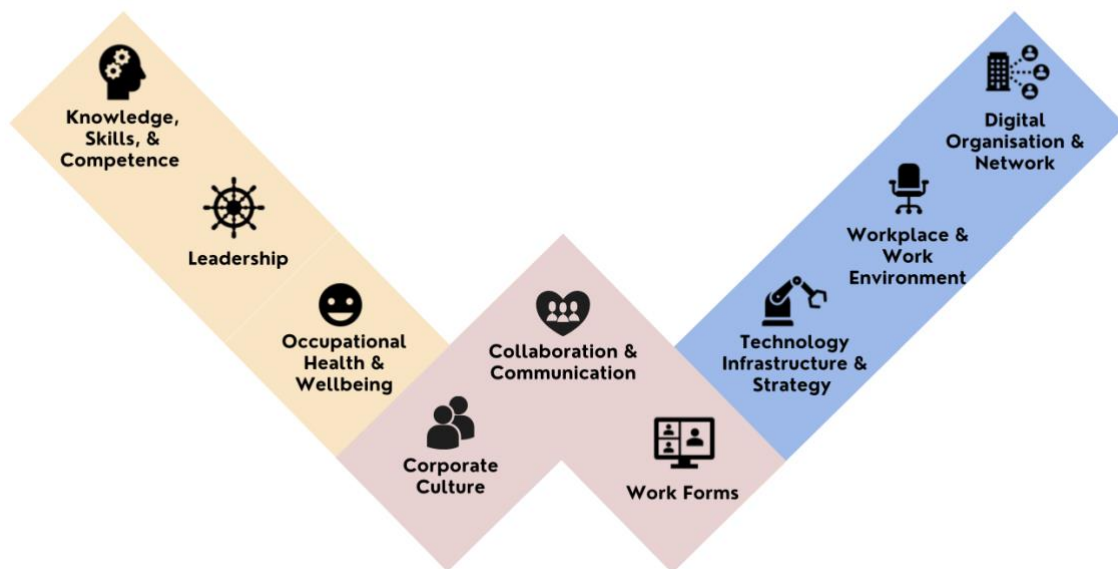 Knowledge,
Skills, &
Competence
Leadership
Occupational
Health &
Wellbeing
Corporate
Culture
Collaboration &
Communication
Work Forms
Technology
Infrastructure &
Strategy
Workplace &
Work
Environment
Digital
Organisation &
Network